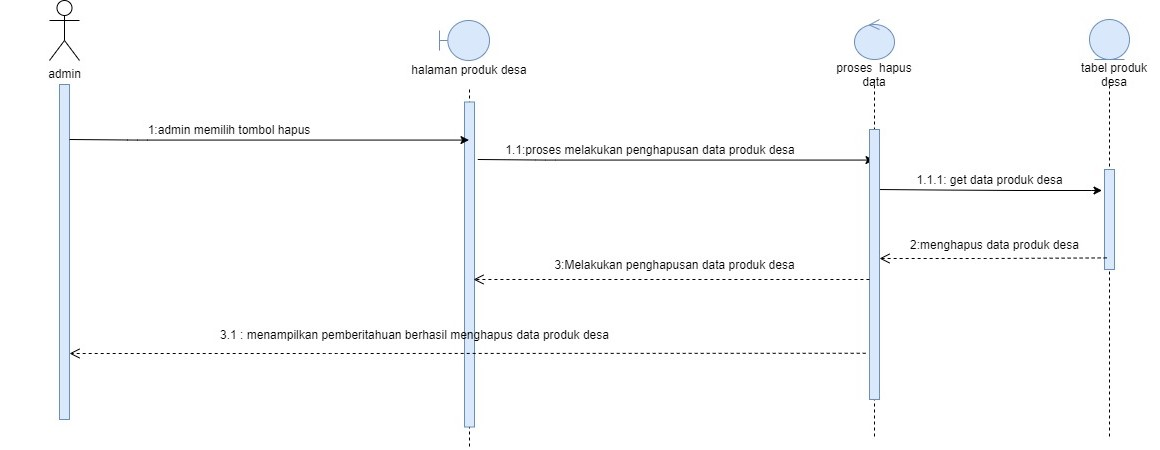 admin
halaman produk desa
proses hapus
data
tabel produk
desa
1:admin memilih tombol hapus
1.1:proses melakukan penghapusan data produk desa
1.1.1: get data produk desa
2:menghapus data produk desa
3:Melakukan penghapusan data produk desa
3.1 : menampilkan pemberitahuan berhasil menghapus data produk desa